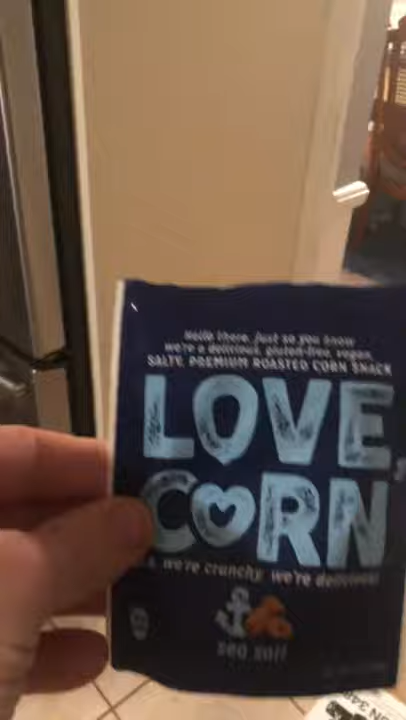 Hello there. Just so you know
we're a delicious, gluten-free, vegan,
SALTY, PREMIUM ROASTED CORN SNACK
LOVE,
CORN
we're crunchy we're delicious!
sea salt